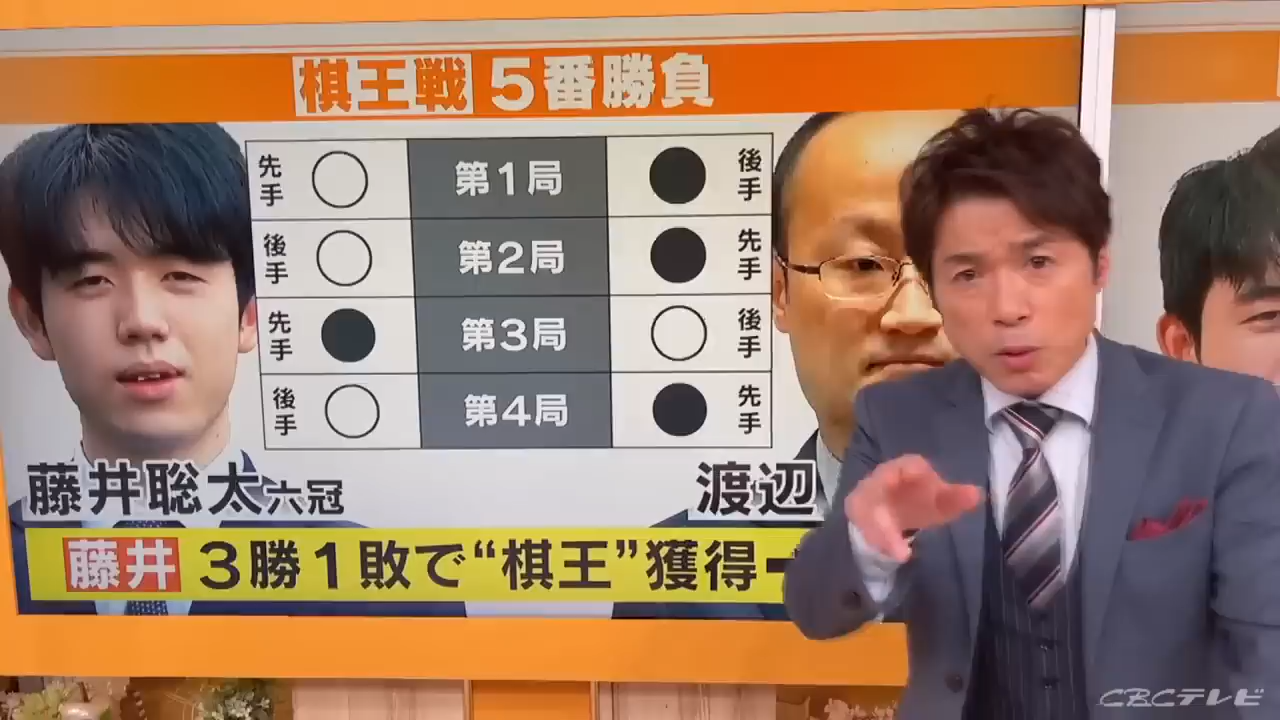 棋王戦 5番勝負
先手 第1局 後手
後手 第2局 先手
先手 第3局 後手
後手 第4局 先手
藤井聡太六冠
渡辺
藤井 3勝1敗で“棋王”獲得
CBCテレビ